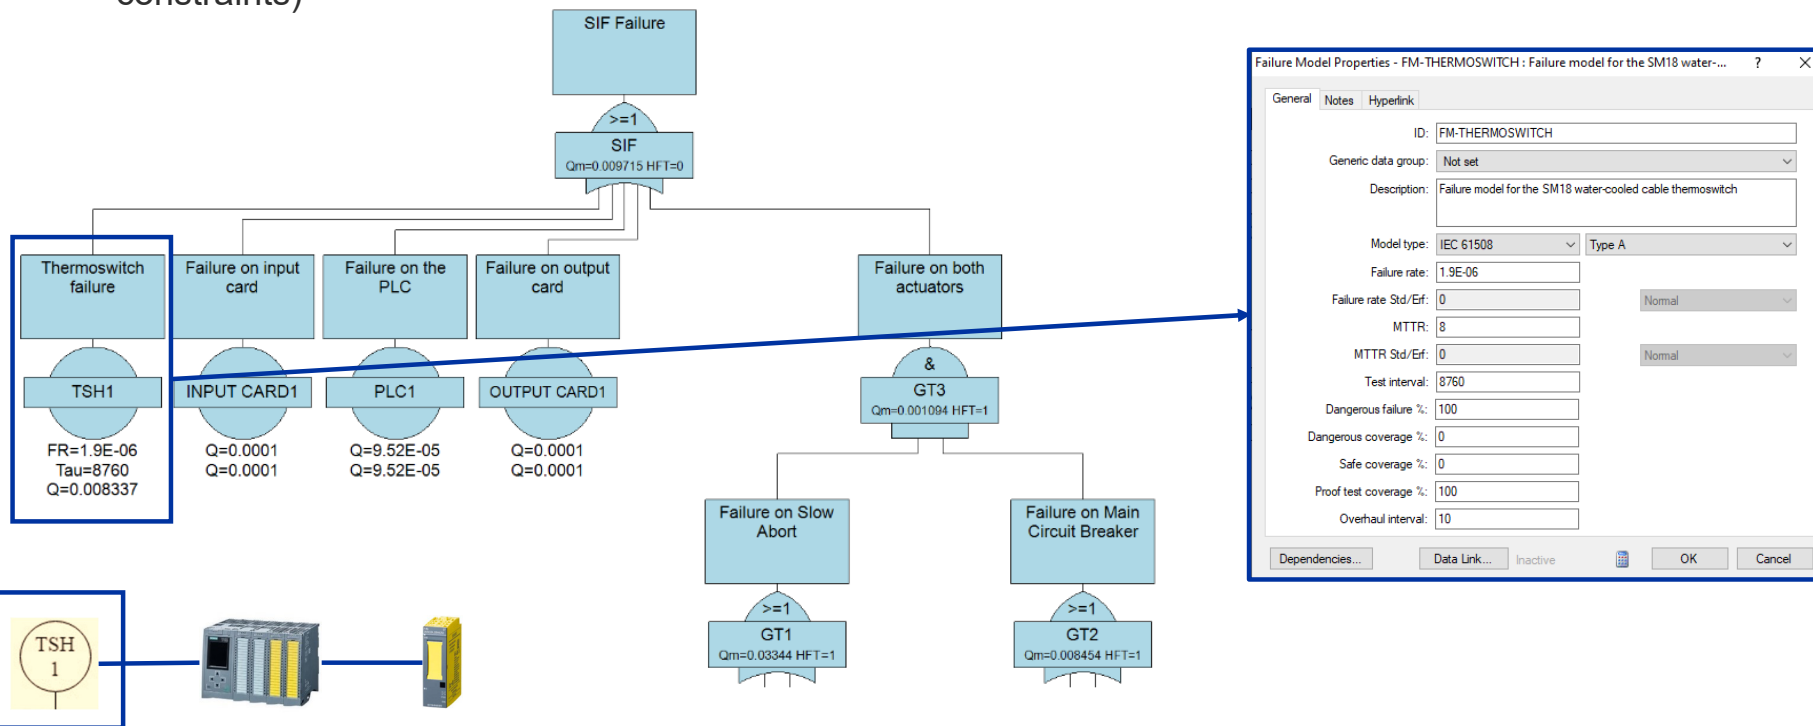 constraints)
SIF Failure
>=1
SIF
Qm=0.009715 HFT=0
Thermoswitch
failure
TSH1
FR=1.9E-06
Tau=8760
Q=0.008337
Failure on input
card
INPUT CARD1
Q=0.0001
Q=0.0001
Failure on the
PLC
PLC1
Q=9.52E-05
Q=9.52E-05
Failure on output
card
OUTPUT CARD1
Q=0.0001
Q=0.0001
Failure on both
actuators
&
GT3
Qm=0.001094 HFT=1
Failure on Slow
Abort
>=1
GT1
Qm=0.03344 HFT=1
Failure on Main
Circuit Breaker
>=1
GT2
Qm=0.008454 HFT=1
TSH
1
Failure Model Properties - FM-THERMOSWITCH : Failure model for the SM18 water-... ? X
General Notes Hyperlink
ID: FM-THERMOSWITCH
Generic data group: Not set
Description: Failure model for the SM18 water-cooled cable thermoswitch
Model type: IEC 61508 Type A
Failure rate: 1.9E-06
Failure rate Std/Erf: 0 Normal
MTTR: 8
MTTR Std/Erf: 0 Normal
Test interval: 8760
Dangerous failure %: 100
Dangerous coverage %: 0
Safe coverage %: 0
Proof test coverage %: 100
Overhaul interval: 10
Dependencies... Data Link... Inactive OK Cancel